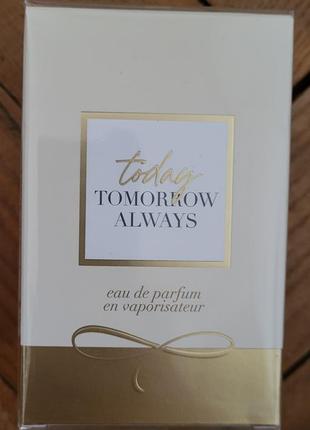 today
TOMORROW
ALWAYS
eau de parfum
en vaporisateur